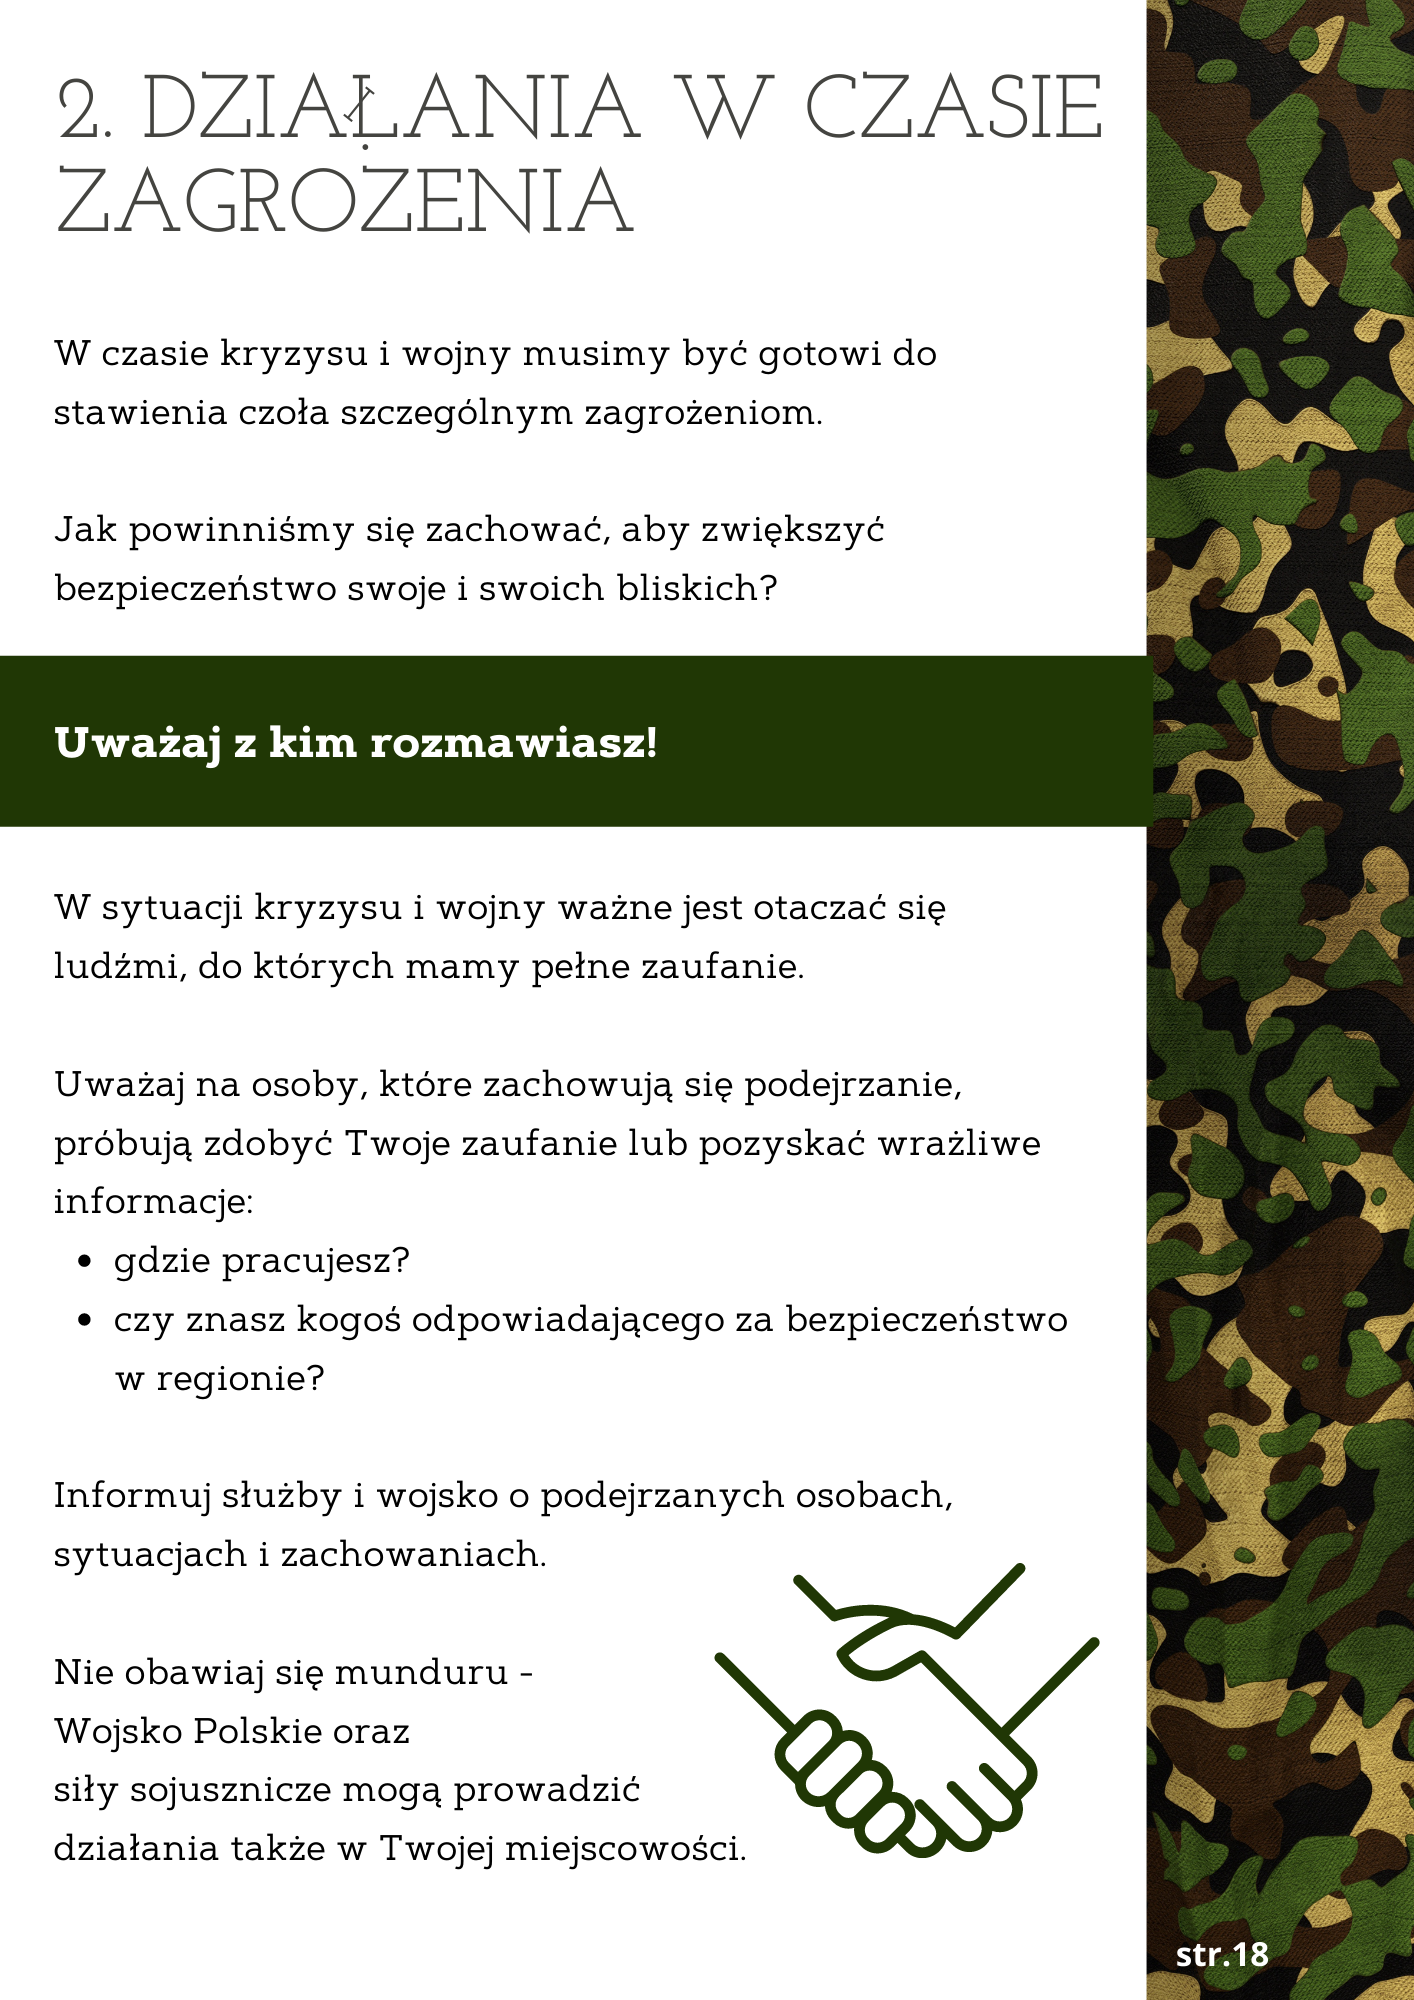 2. DZIAŁANIA W CZASIE
ZAGROŻENIA
W czasie kryzysu i wojny musimy być gotowi do
stawienia czoła szczególnym zagrożeniom.
Jak powinniśmy się zachować, aby zwiększyć
bezpieczeństwo swoje i swoich bliskich?
Uważaj z kim rozmawiasz!
W sytuacji kryzysu i wojny ważne jest otaczać się
ludźmi, do których mamy pełne zaufanie.
Uważaj na osoby, które zachowują się podejrzanie,
próbują zdobyć Twoje zaufanie lub pozyskać wrażliwe
informacje:
• gdzie pracujesz?
• czy znasz kogoś odpowiadającego za bezpieczeństwo
w regionie?
Informuj służby i wojsko o podejrzanych osobach,
sytuacjach i zachowaniach.
Nie obawiaj się munduru -
Wojsko Polskie oraz
siły sojusznicze mogą prowadzić
działania także w Twojej miejscowości.
str.18